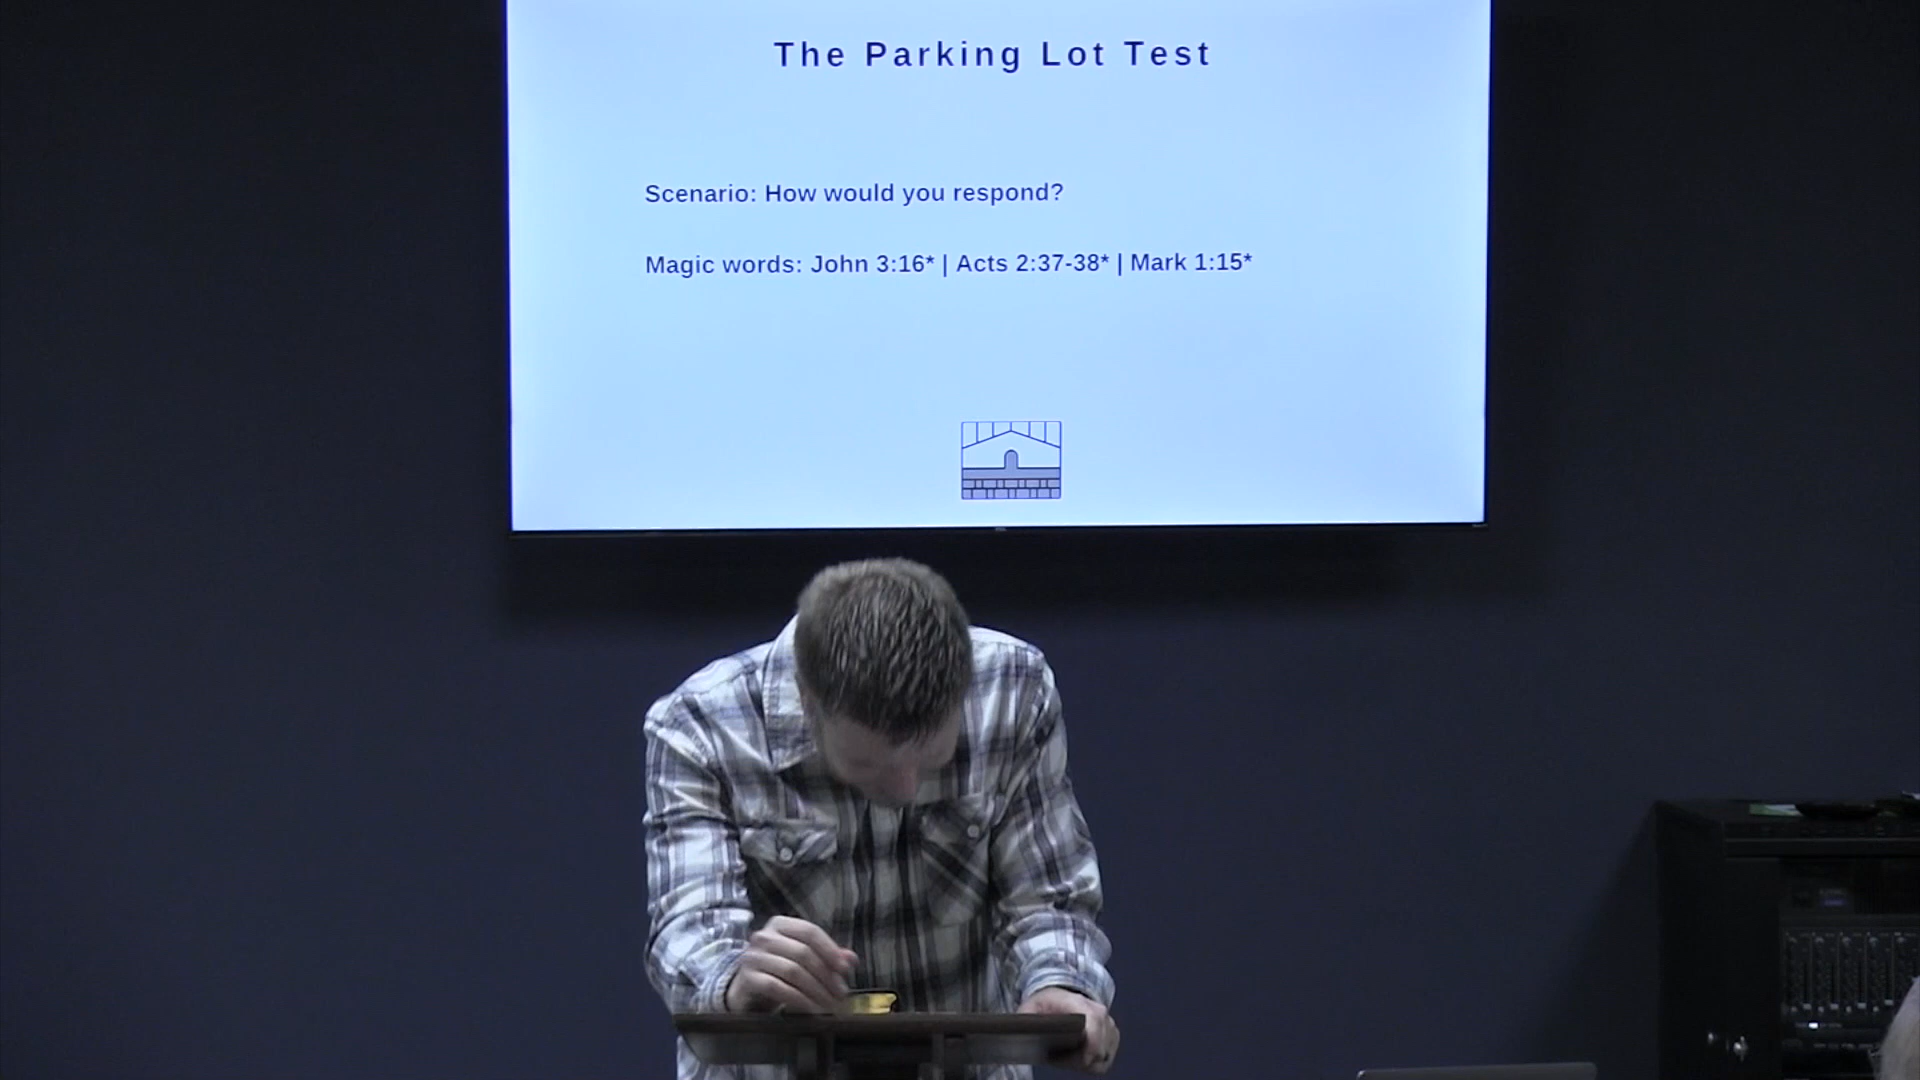 The Parking Lot Test
Scenario: How would you respond?
Magic words: John 3:16* | Acts 2:37-38* | Mark 1:15*